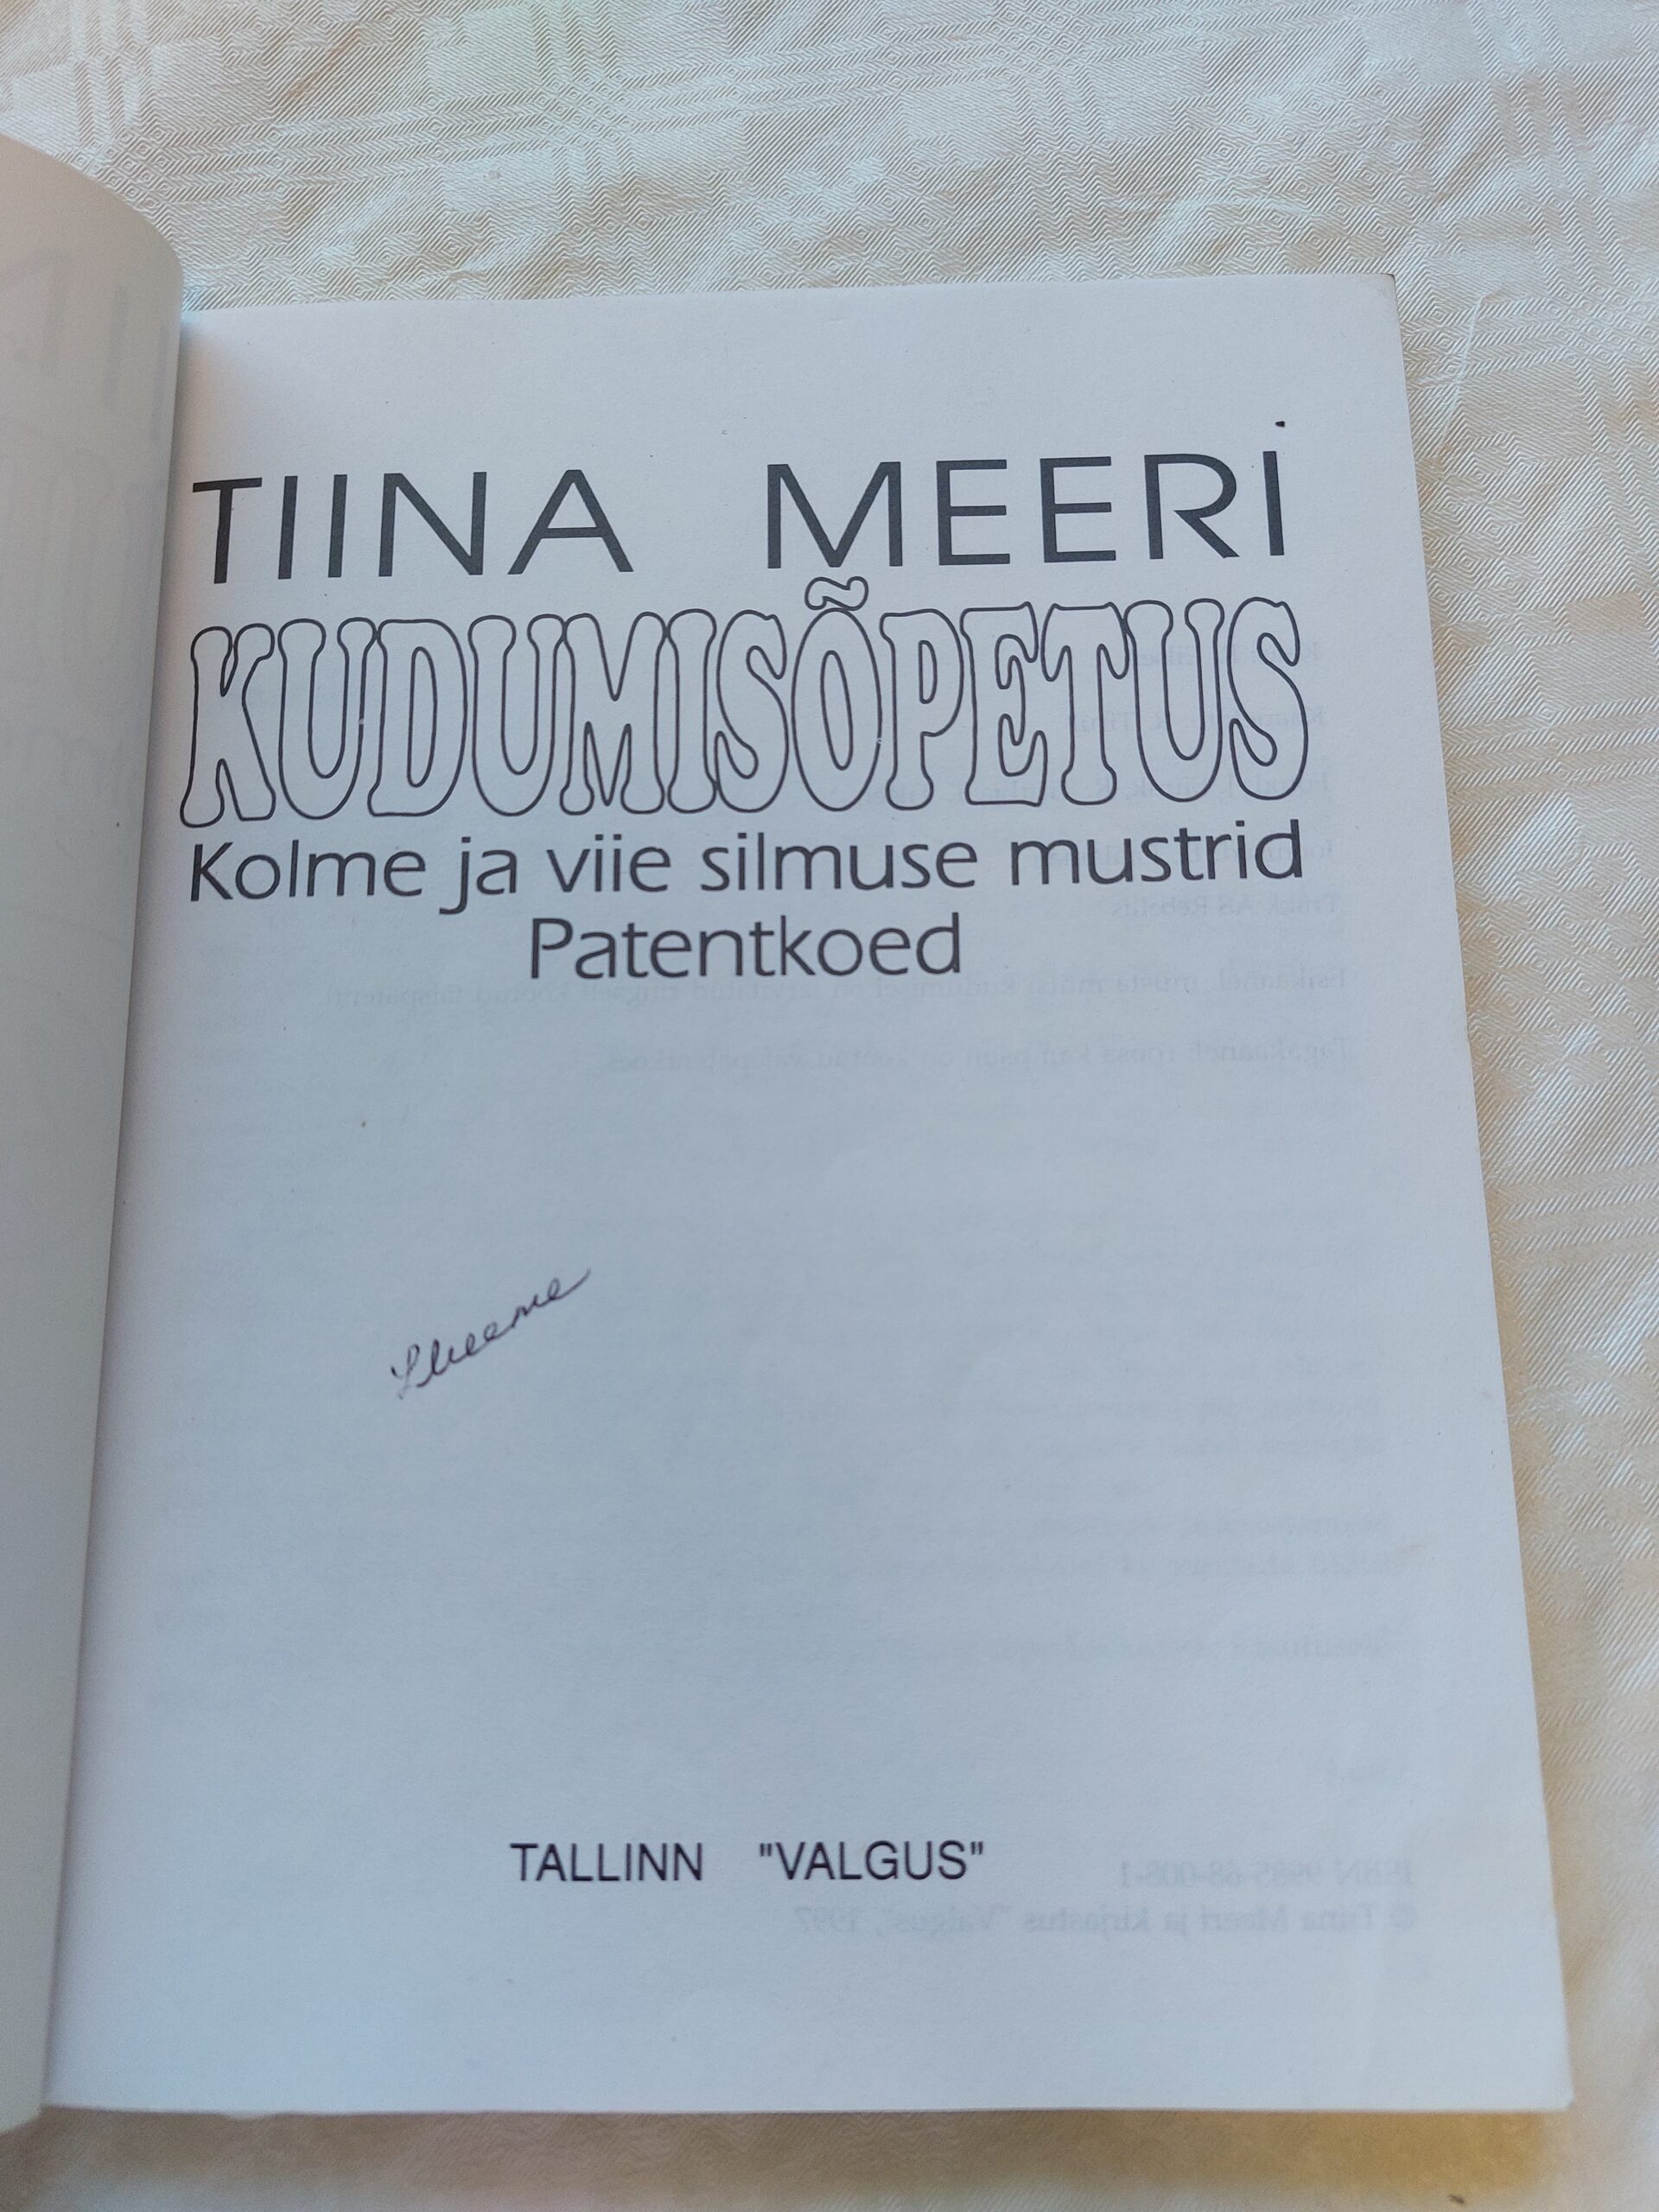 TIINA MEERI
KUDUMISÕPETUS
Kolme ja viie silmuse mustrid
Patentkoed
TALLINN "VALGUS"